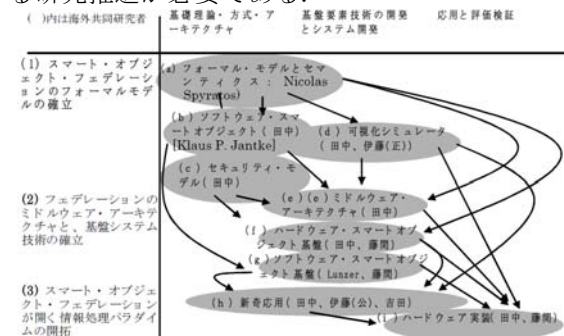 る研究推進が必要である.
( )内は海外共同研究者
基礎理論・方式・ア
ーキテクチャ
基盤要素技術の開発
とシステム開発
応用と評価検証
(1) スマート・オブジ
ェクト・フェデレーシ
ョンのフォーマルモデ
ルの確立
(a) フォーマル・モデルとセマ
ンティクス: Nicolas
Spyratos)
(b) ソフトウェア・スマ
ートオブジェクト( 田中)
[Klaus P. Jantke]
(d) 可視化シミュレータ
( 田中、伊藤(正))
(c) セキュリティ・モ
デル( 田中)
(2) フェデレーションの
ミドルウェア・アーキテ
クチャと、基盤システム
技術の確立
(e) (e) ミドルウェア・
アーキテクチャ( 田中)
(f) ハードウェア・スマートオブ
ジェクト基盤( 田中、藤間)
(g) ソフトウェア・スマートオブジ
ェクト基盤( Lunzer、藤間)
(3) スマート・オブジェ
クト・フェデレーション
が開く情報処理パラダイ
ムの開拓
(h) 新奇応用( 田中、伊藤(公)、吉田)
(i) ハードウェア実装( 田中、藤間)